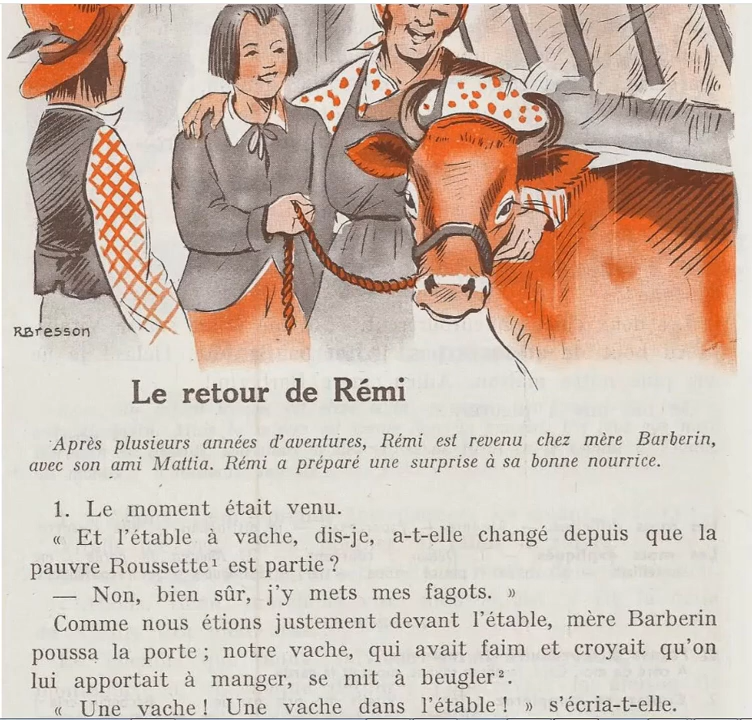 RBresson
Le retour de Rémi
Après plusieurs années d'aventures, Rémi est revenu chez mère Barberin,
avec son ami Mattia. Rémi a préparé une surprise à sa bonne nourrice.
1. Le moment était venu.
« Et l'étable à vache, dis-je, a-t-elle changé depuis que la
pauvre Roussette¹ est partie ?
— Non, bien sûr, j'y mets mes fagots. »
Comme nous étions justement devant l'étable, mère Barberin
poussa la porte ; notre vache, qui avait faim et croyait qu'on
lui apportait à manger, se mit à beugler².
« Une vache ! Une vache dans l'étable ! » s'écria-t-elle.